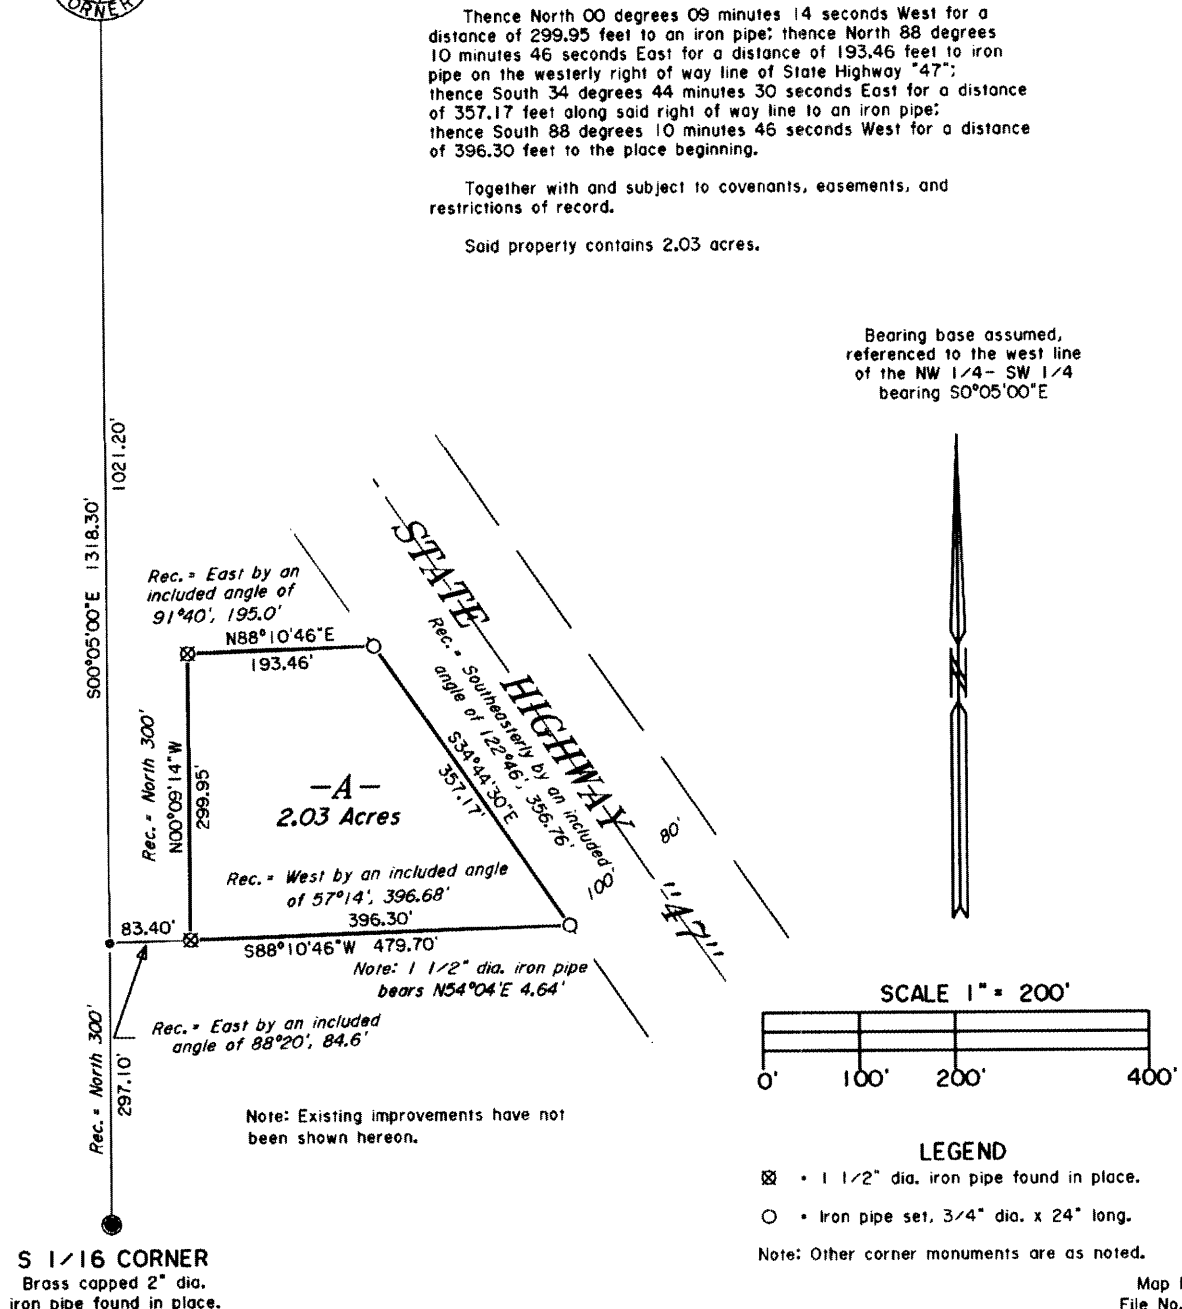 CORNER
Thence North 00 degrees 09 minutes 14 seconds West for a
distance of 299.95 feet to an iron pipe; thence North 88 degrees
10 minutes 46 seconds East for a distance of 193.46 feet to iron
pipe on the westerly right of way line of State Highway "47";
thence South 34 degrees 44 minutes 30 seconds East for a distance
of 357.17 feet along said right of way line to an iron pipe;
thence South 88 degrees 10 minutes 46 seconds West for a distance
of 396.30 feet to the place beginning.
Together with and subject to covenants, easements, and
restrictions of record.
Said property contains 2.03 acres.
Bearing base assumed,
referenced to the west line
of the NW 1/4- SW 1/4
bearing S0°05'00"E
1021.20'
S00°05'00"E 1318.30'
Rec. = East by an
included angle of
91°40', 195.0'
N88°10'46"E
193.46'
STATE HIGHWAY "47"
Rec. = Southeasterly by an included
angle of 122°46', 356.76'
S34°44'30"E
357.17'
Rec. = North 300'
N00°09'14"W
299.95'
-A-
2.03 Acres
80'
100'
N
Rec. = West by an included angle
of 57°14', 396.68'
396.30'
83.40'
S88°10'46"W 479.70'
Note: 1 1/2" dia. iron pipe
bears N54°04'E 4.64'
Rec. = East by an included
angle of 88°20', 84.6'
Rec. = North 300'
297.10'
SCALE 1" = 200'
0' 100' 200' 400'
Note: Existing improvements have not
been shown hereon.
LEGEND
• 1 1/2" dia. iron pipe found in place.
• Iron pipe set, 3/4" dia. x 24" long.
Note: Other corner monuments are as noted.
S 1/16 CORNER
Brass capped 2" dia.
iron pipe found in place.
Map
File No.